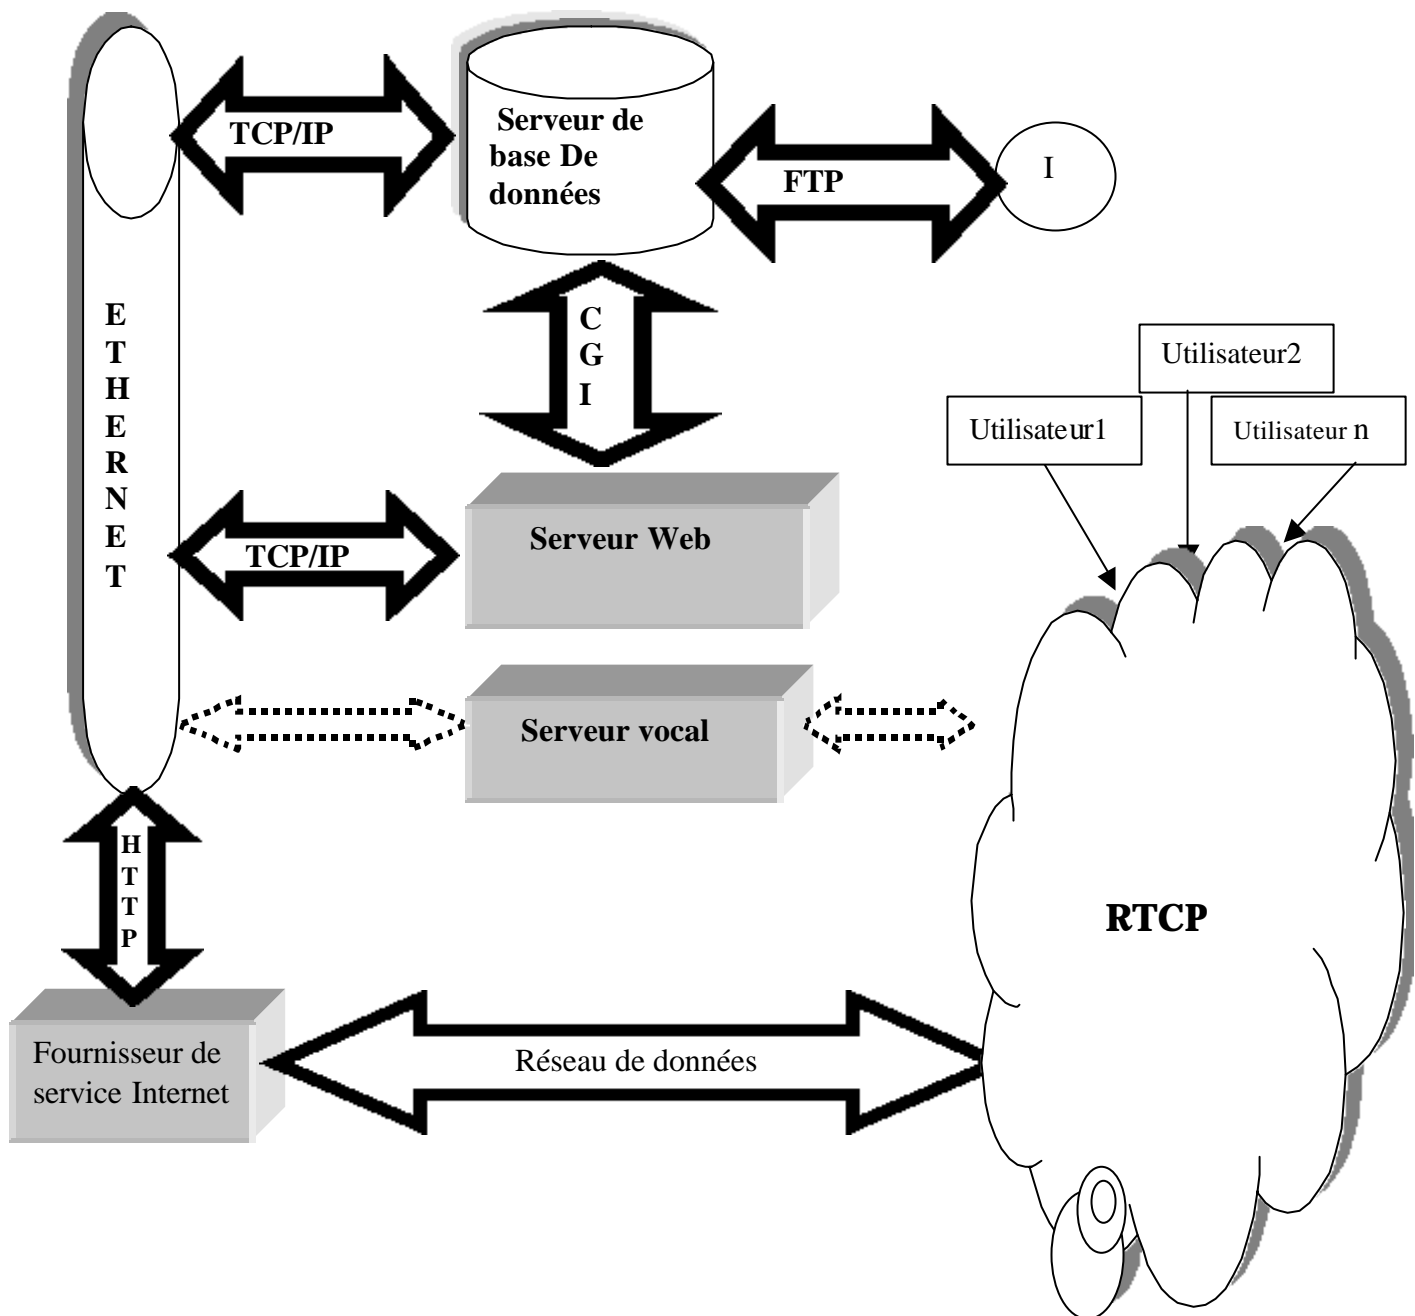 TCP/IP
Serveur de
base De
données
FTP
I
E
T
H
E
R
N
E
T
C
G
I
Utilisateur2
Utilisateur1
Utilisateur n
Serveur Web
TCP/IP
Serveur vocal
H
T
T
P
RTCP
Fournisseur de
service Internet
Réseau de données